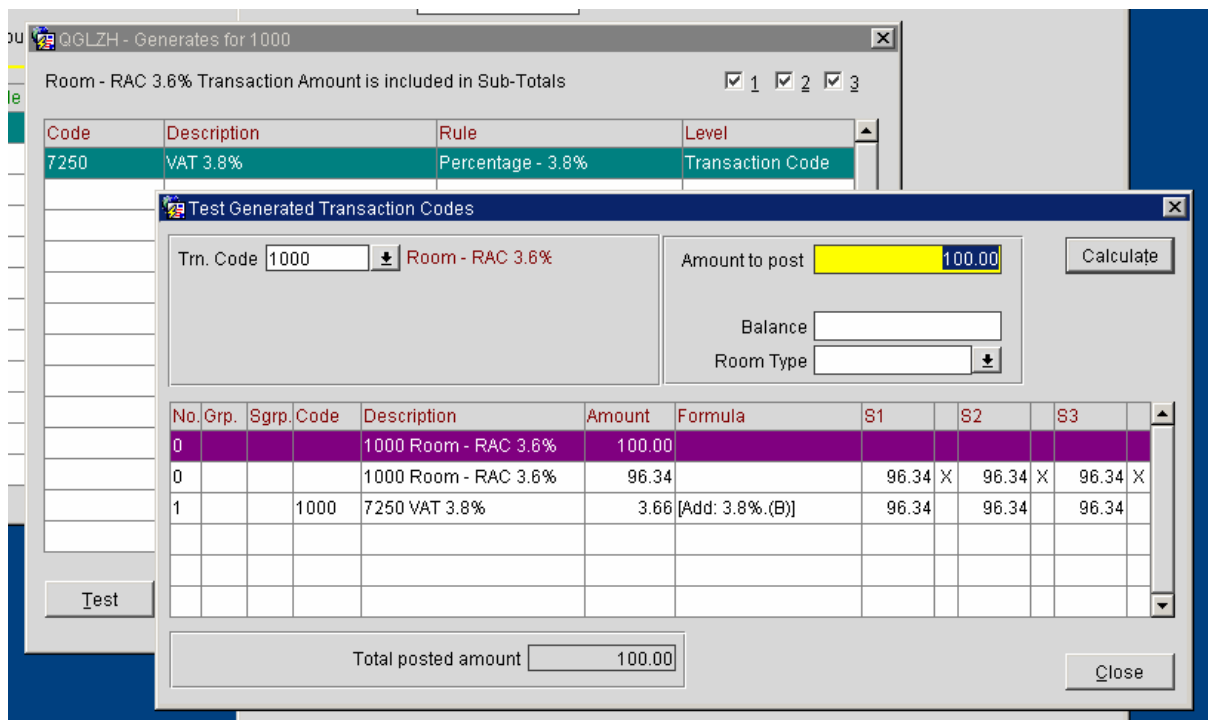 ou
QGLZH - Generates for 1000
Room - RAC 3.6% Transaction Amount is included in Sub-Totals 1 2 3
le
Code Description Rule Level
7250 VAT 3.8% Percentage - 3.8% Transaction Code
Test Generated Transaction Codes
Trn. Code 1000 Room - RAC 3.6% Amount to post 100.00 Calculate
Balance
Room Type
No. Grp. Sgrp. Code Description Amount Formula S1 S2 S3
0 1000 Room - RAC 3.6% 100.00
0 1000 Room - RAC 3.6% 96.34 96.34 X 96.34 X 96.34 X
1 1000 7250 VAT 3.8% 3.66 [Add: 3.8%.(B)] 96.34 96.34 96.34
Test
Total posted amount 100.00
Close